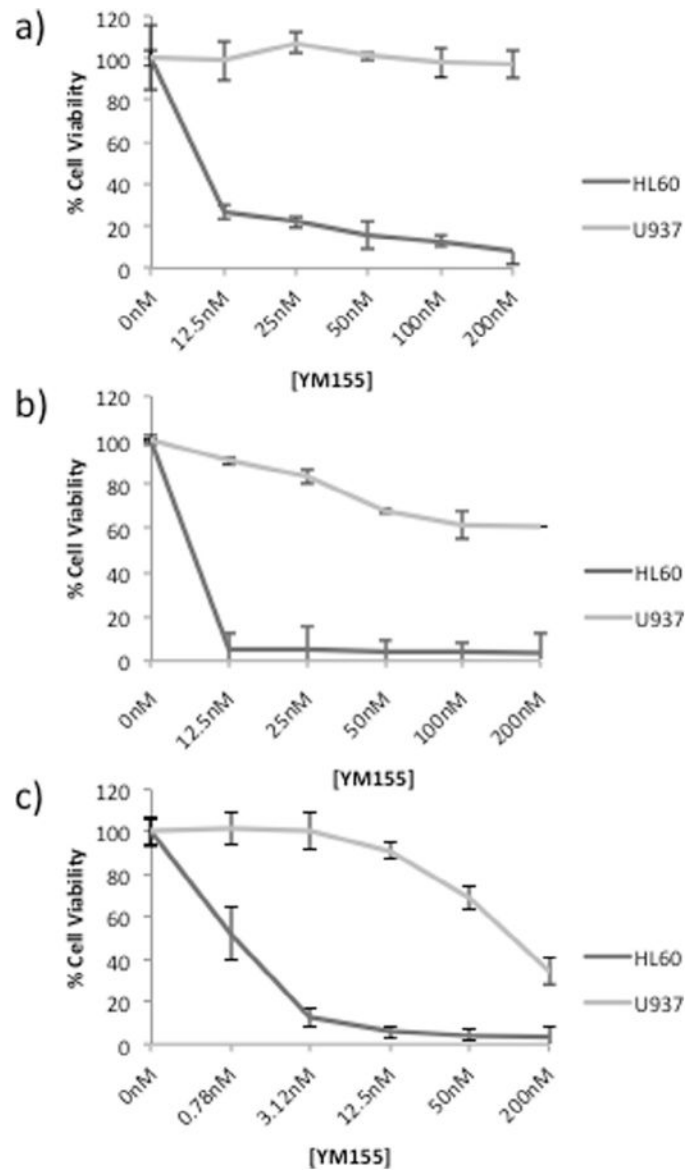 a)
% Cell Viability
120
100
80
60
40
20
0
0nM
12.5nM
25nM
50nM
100nM
200nM
[YM155]
HL60
U937
b)
% Cell Viability
120
100
80
60
40
20
0
0nM
12.5nM
25nM
50nM
100nM
200nM
[YM155]
HL60
U937
c)
% Cell Viability
120
100
80
60
40
20
0
0nM
0.78nM
3.12nM
12.5nM
50nM
200nM
[YM155]
HL60
U937